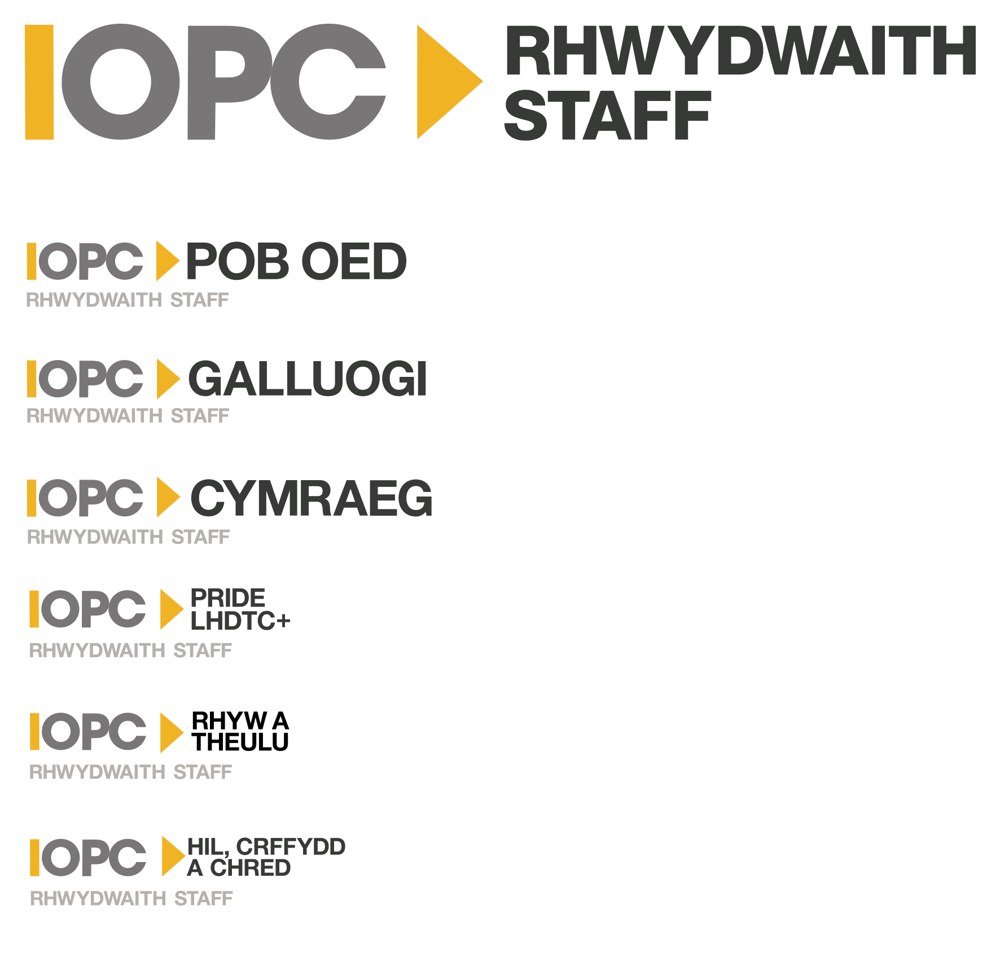 IOPC RHWYDWAITH
STAFF
IOPC POB OED
RHWYDWAITH STAFF
IOPC GALLUOGI
RHWYDWAITH STAFF
IOPC CYMRAEG
RHWYDWAITH STAFF
IOPC PRIDE
LHDTC+
RHWYDWAITH STAFF
IOPC RHYW A
THEULU
RHWYDWAITH STAFF
IOPC HIL, CRFFYDD
A CHRED
RHWYDWAITH STAFF